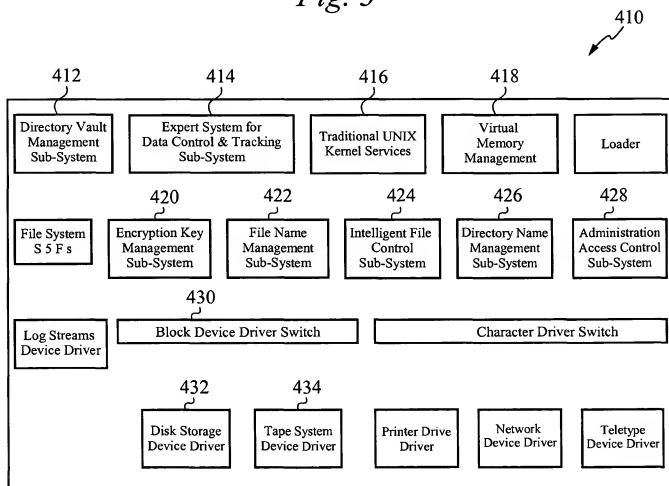 410
412
414
416
418
Directory Vault
Management
Sub-System
Expert System for
Data Control & Tracking
Sub-System
Traditional UNIX
Kernel Services
Virtual
Memory
Management
Loader
420
422
424
426
428
File System
S 5 F s
Encryption Key
Management
Sub-System
File Name
Management
Sub-System
Intelligent File
Control
Sub-System
Directory Name
Management
Sub-System
Administration
Access Control
Sub-System
430
Log Streams
Device Driver
Block Device Driver Switch
Character Driver Switch
432
434
Disk Storage
Device Driver
Tape System
Device Driver
Printer Drive
Driver
Network
Device Driver
Teletype
Device Driver